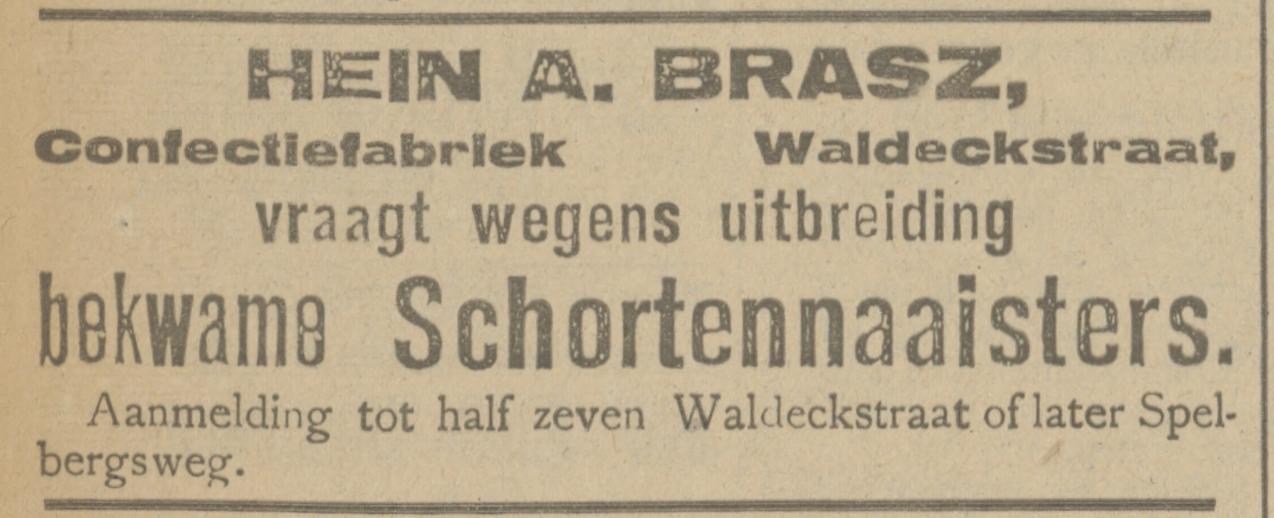 HEIN A. BRASZ,
Confectiefabriek Waldeckstraat,
vraagt wegens uitbreiding
bekwame Schortennaaisters.
Aanmelding tot half zeven Waldeckstraat of later Spel-
bergsweg.